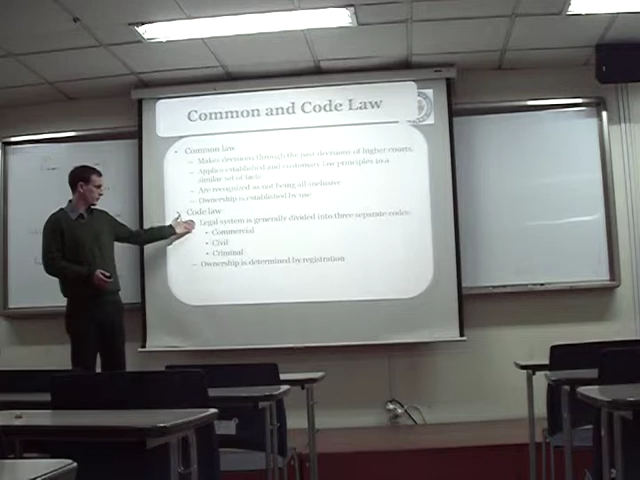 Common and Code Law
• Common law
– Makes decisions through the past decisions of higher courts.
– Applies established and customary law principles in a
similar set of facts
– Are recognized as not being all-inclusive
– Ownership is established by use
Code law
Legal system is generally divided into three separate codes:
• Commercial
• Civil
• Criminal
– Ownership is determined by registration